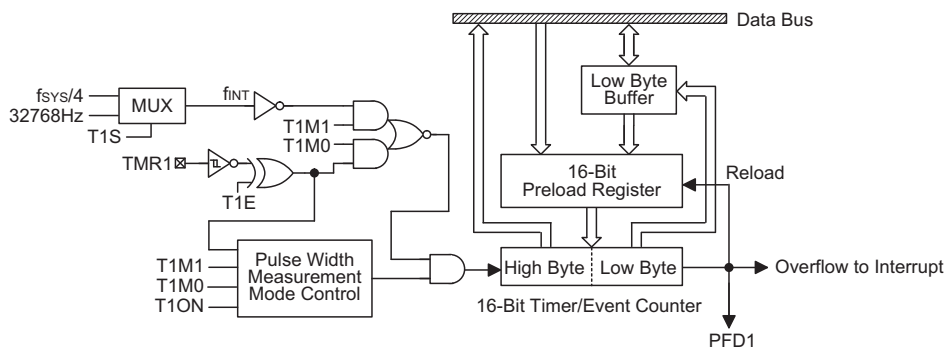 Data Bus
fSYS/4
32768Hz
MUX
T1S
fINT
T1M1
T1M0
TMR1
T1E
Low Byte
Buffer
16-Bit
Preload Register
Reload
T1M1
T1M0
T1ON
Pulse Width
Measurement
Mode Control
High Byte
Low Byte
16-Bit Timer/Event Counter
Overflow to Interrupt
PFD1